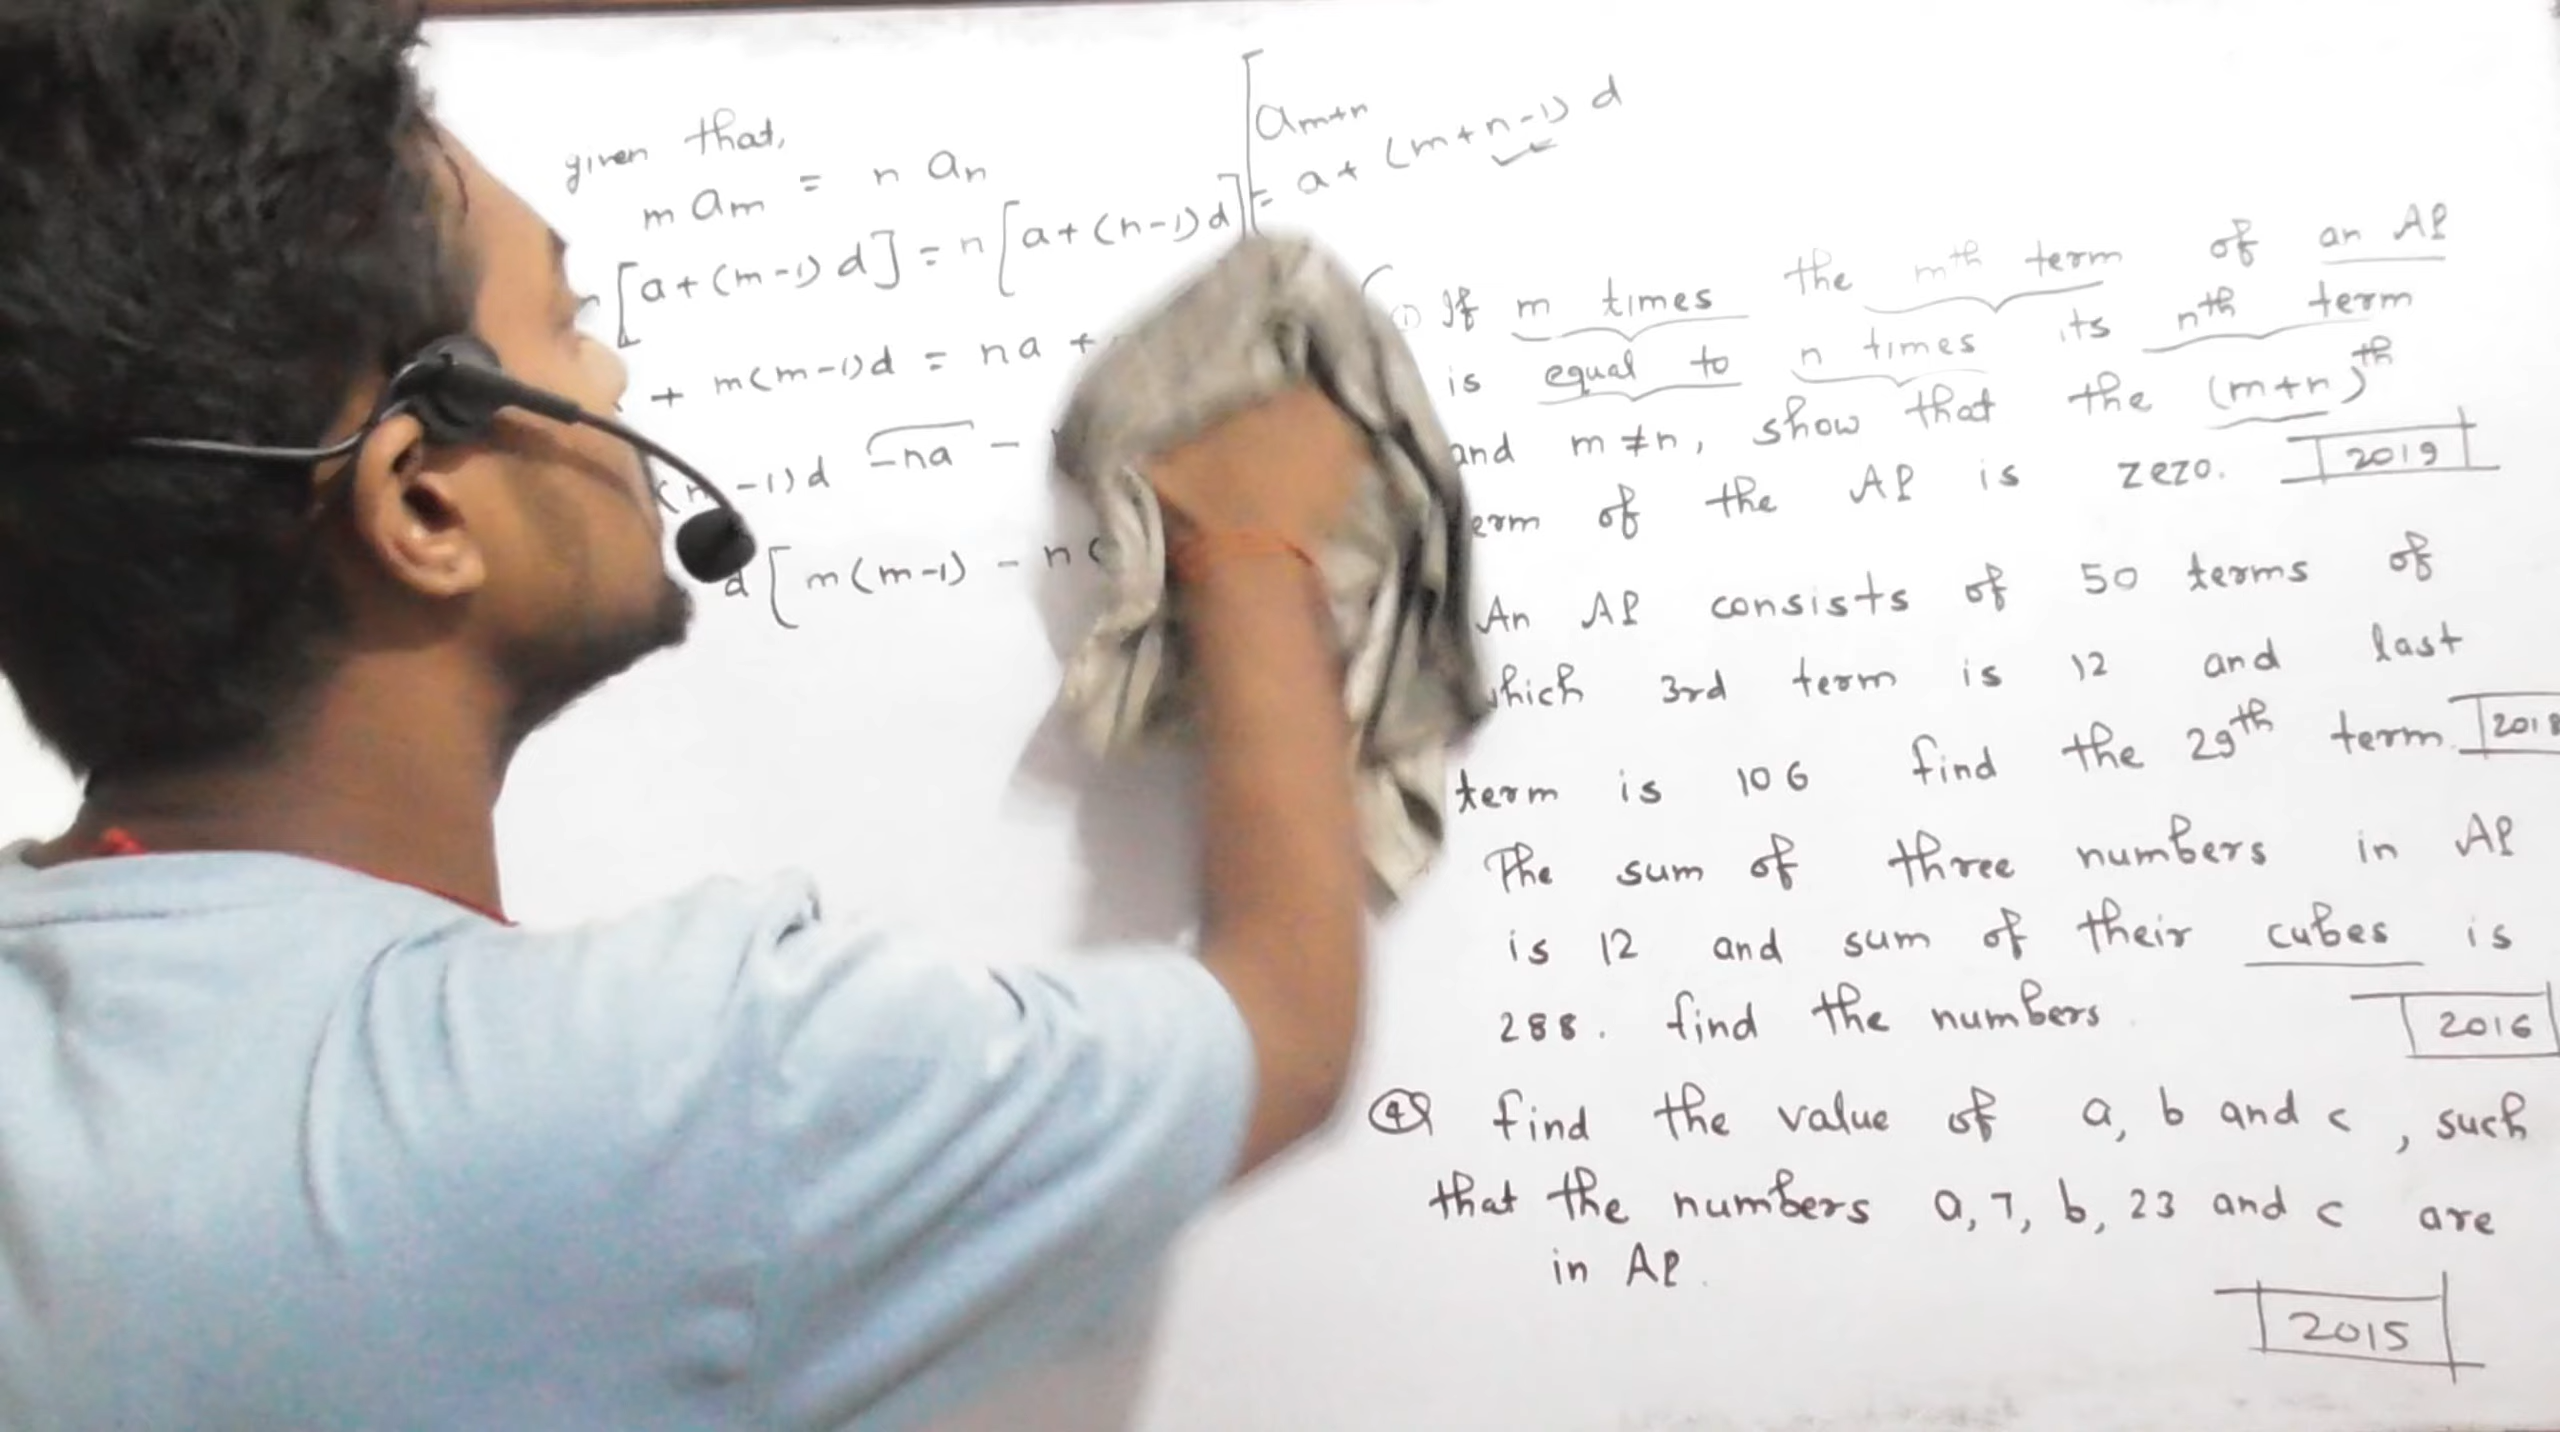 given that,
m am = n an
[a+(m-1)d] = n[a+(n-1)d]
+ m(m-1)d = na +
-1)d -na -
d[m(m-1) - n(
am+n
= a + (m+n-1) d
① If m times the mth term of an AP
is equal to n times its nth term
and m≠n, show that the (m+n)th
erm of the AP is zezo. 2019
An AP consists of 50 terms of
which 3rd term is 12 and last
term is 106 find the 29th term. 2018
The sum of three numbers in AP
is 12 and sum of their cubes is
288. find the numbers 2016
④ find the value of a, b and c, such
that the numbers a, 7, b, 23 and c are
in AP.
2015